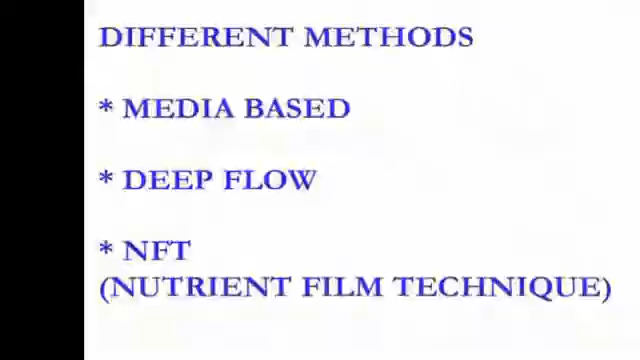 DIFFERENT METHODS
* MEDIA BASED
* DEEP FLOW
* NFT
(NUTRIENT FILM TECHNIQUE)